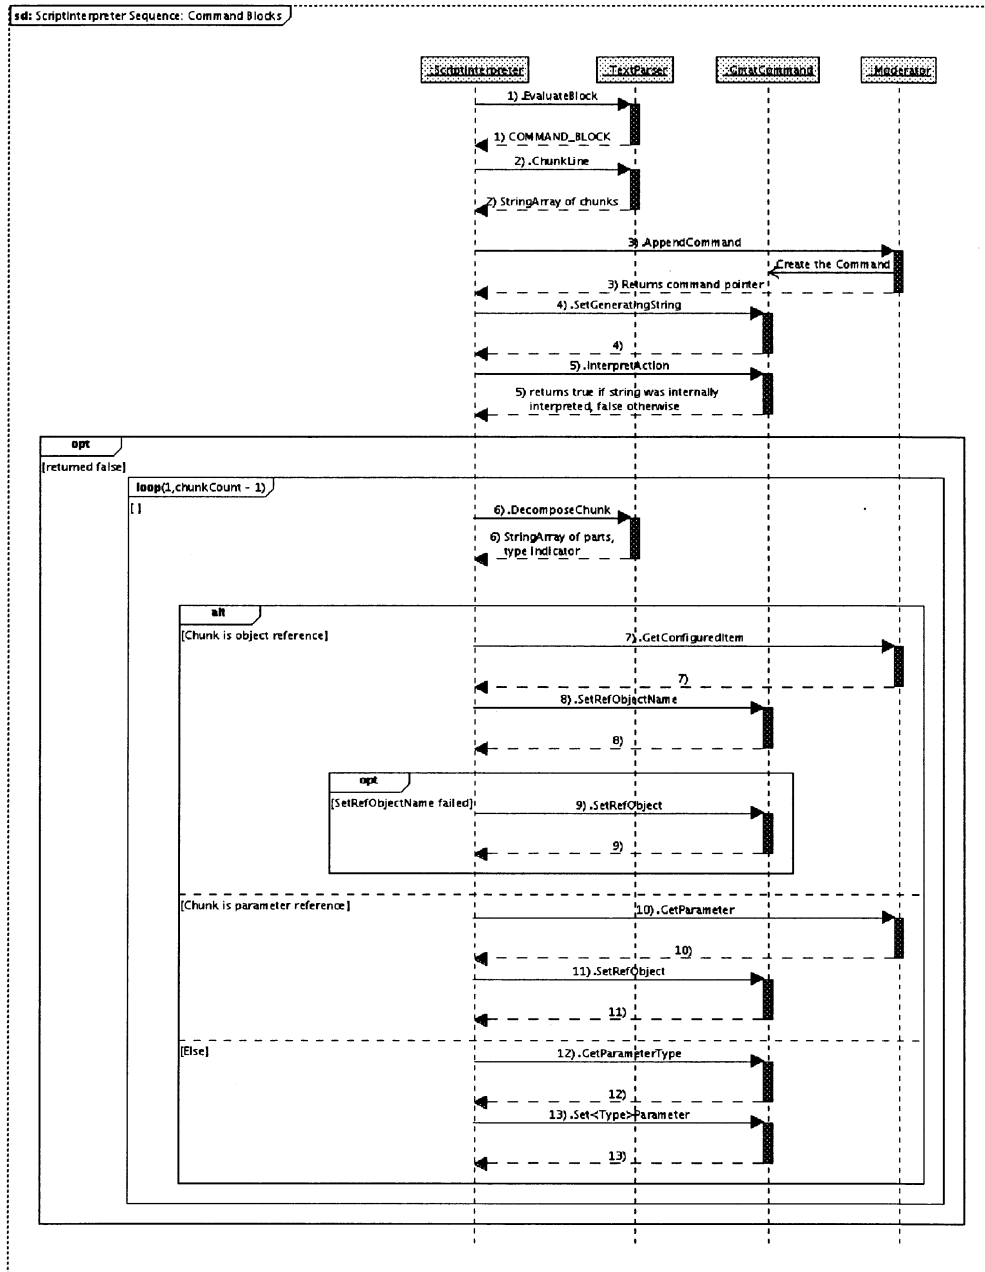 sd: ScriptInterpreter Sequence: Command Blocks
:ScriptInterpreter
:TextParser
:GmatCommand
:Moderator
1) .EvaluateBlock
1) COMMAND_BLOCK
2) .ChunkLine
2) StringArray of chunks
3) .AppendCommand
Create the Command
3) Returns command pointer
4) .SetGeneratingString
4)
5) .InterpretAction
5) returns true if string was internally
interpreted, false otherwise
opt
[returned false]
loop(1,chunkCount - 1)
[ ]
6) .DecomposeChunk
6) StringArray of parts,
type indicator
alt
[Chunk is object reference]
7) .GetConfiguredItem
7)
8) .SetRefObjectName
8)
opt
[SetRefObjectName failed]
9) .SetRefObject
9)
[Chunk is parameter reference]
10) .GetParameter
10)
11) .SetRefObject
11)
[Else]
12) .GetParameterType
12)
13) .Set<Type>Parameter
13)